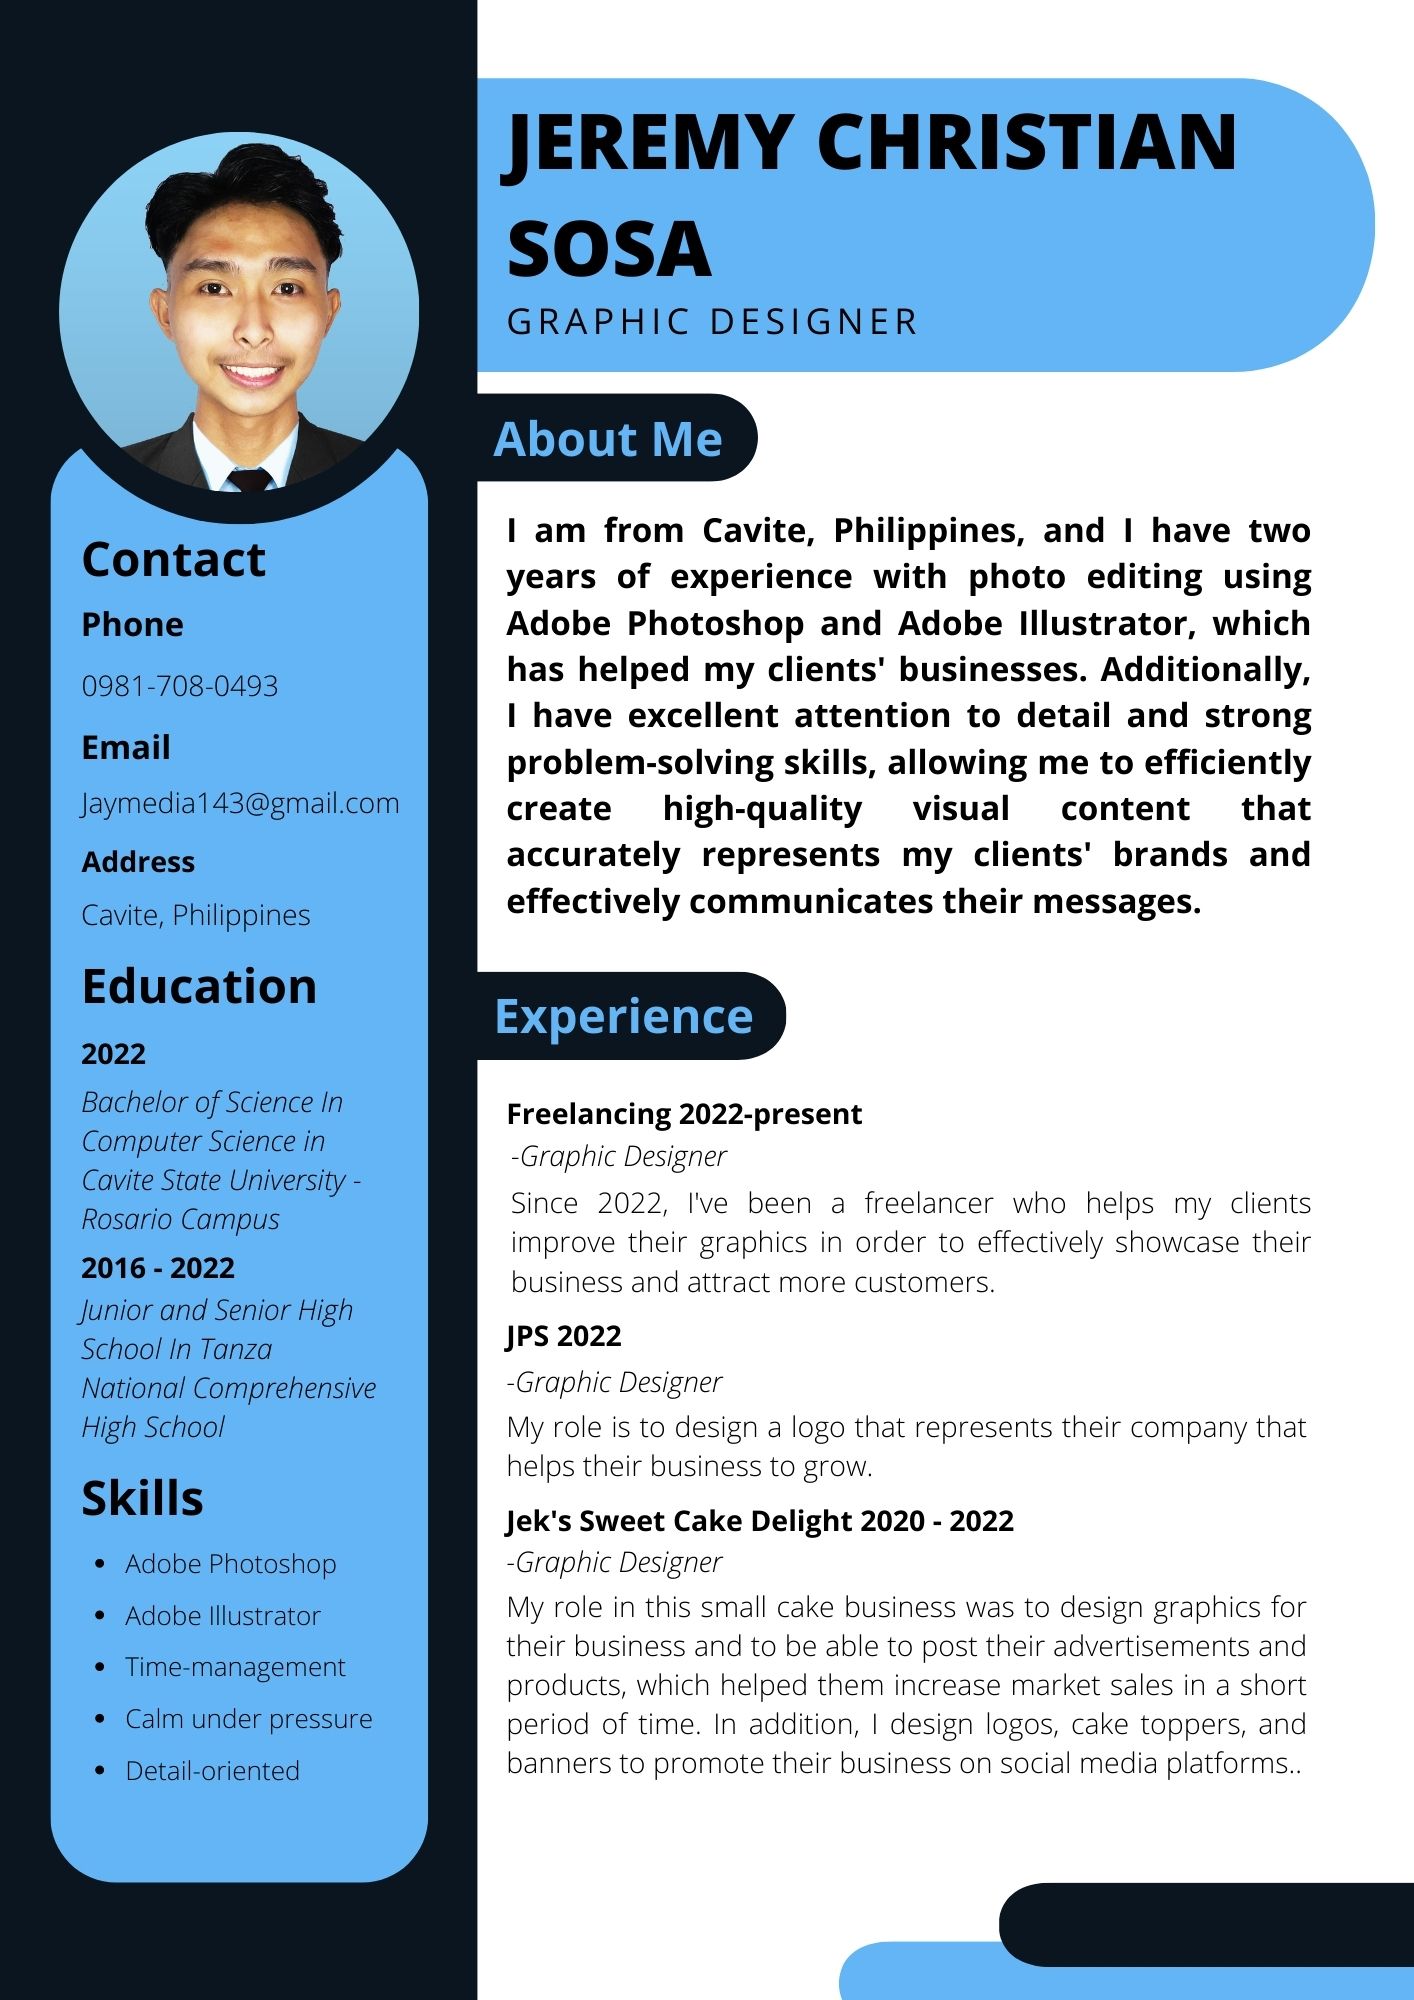 JEREMY CHRISTIAN
SOSA
GRAPHIC DESIGNER
Contact
Phone
0981-708-0493
Email
Jaymedia143@gmail.com
Address
Cavite, Philippines
Education
2022
Bachelor of Science In
Computer Science in
Cavite State University -
Rosario Campus
2016 - 2022
Junior and Senior High
School In Tanza
National Comprehensive
High School
Skills
• Adobe Photoshop
• Adobe Illustrator
• Time-management
• Calm under pressure
• Detail-oriented
About Me
I am from Cavite, Philippines, and I have two
years of experience with photo editing using
Adobe Photoshop and Adobe Illustrator, which
has helped my clients' businesses. Additionally,
I have excellent attention to detail and strong
problem-solving skills, allowing me to efficiently
create high-quality visual content that
accurately represents my clients' brands and
effectively communicates their messages.
Experience
Freelancing 2022-present
-Graphic Designer
Since 2022, I've been a freelancer who helps my clients
improve their graphics in order to effectively showcase their
business and attract more customers.
JPS 2022
-Graphic Designer
My role is to design a logo that represents their company that
helps their business to grow.
Jek's Sweet Cake Delight 2020 - 2022
-Graphic Designer
My role in this small cake business was to design graphics for
their business and to be able to post their advertisements and
products, which helped them increase market sales in a short
period of time. In addition, I design logos, cake toppers, and
banners to promote their business on social media platforms..